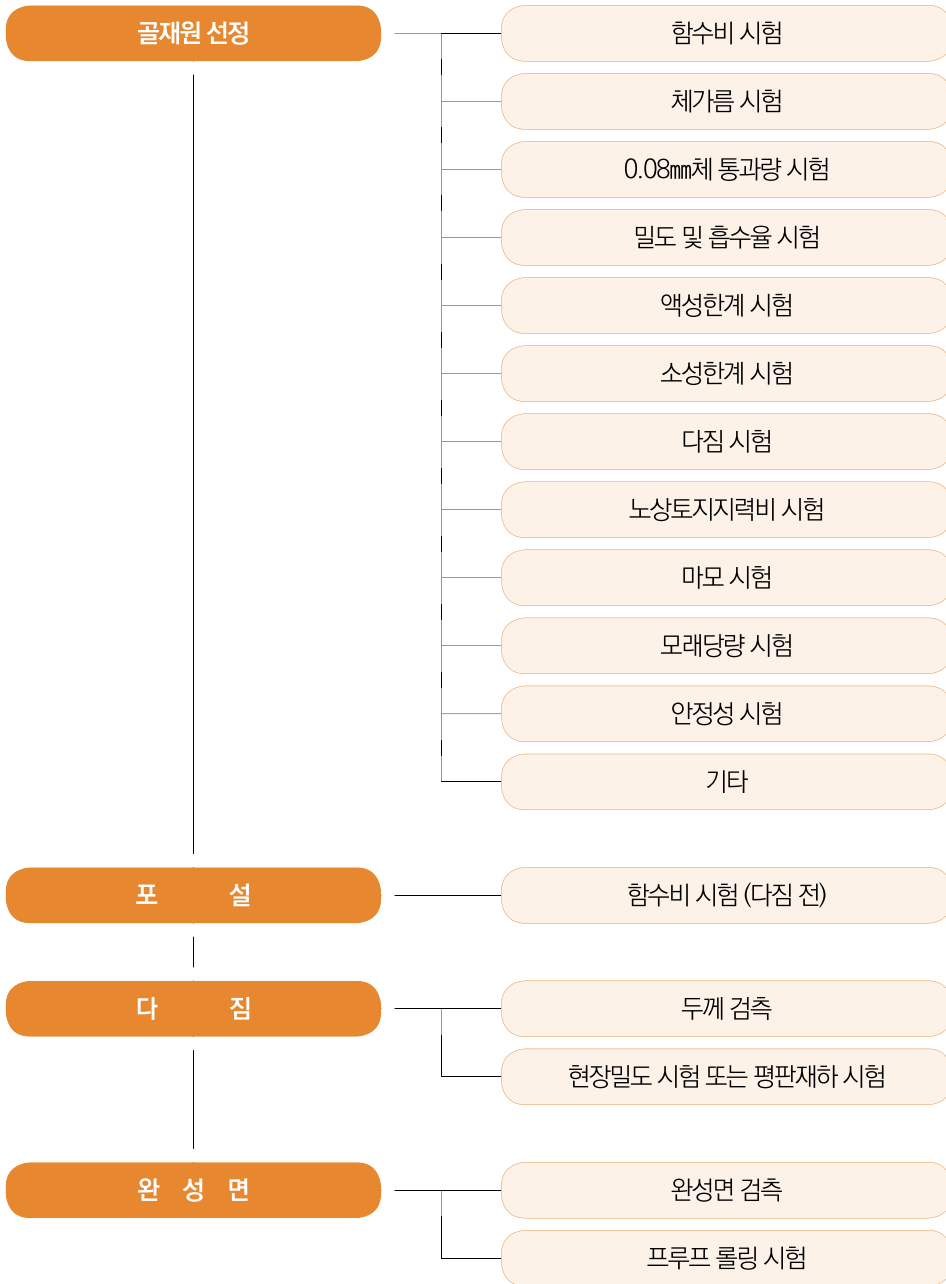 골재원 선정
함수비 시험
체가름 시험
0.08㎜체 통과량 시험
밀도 및 흡수율 시험
액성한계 시험
소성한계 시험
다짐 시험
노상토지지력비 시험
마모 시험
모래당량 시험
안정성 시험
기타
포 설
함수비 시험 (다짐 전)
다 짐
두께 검측
현장밀도 시험 또는 평판재하 시험
완 성 면
완성면 검측
프루프 롤링 시험